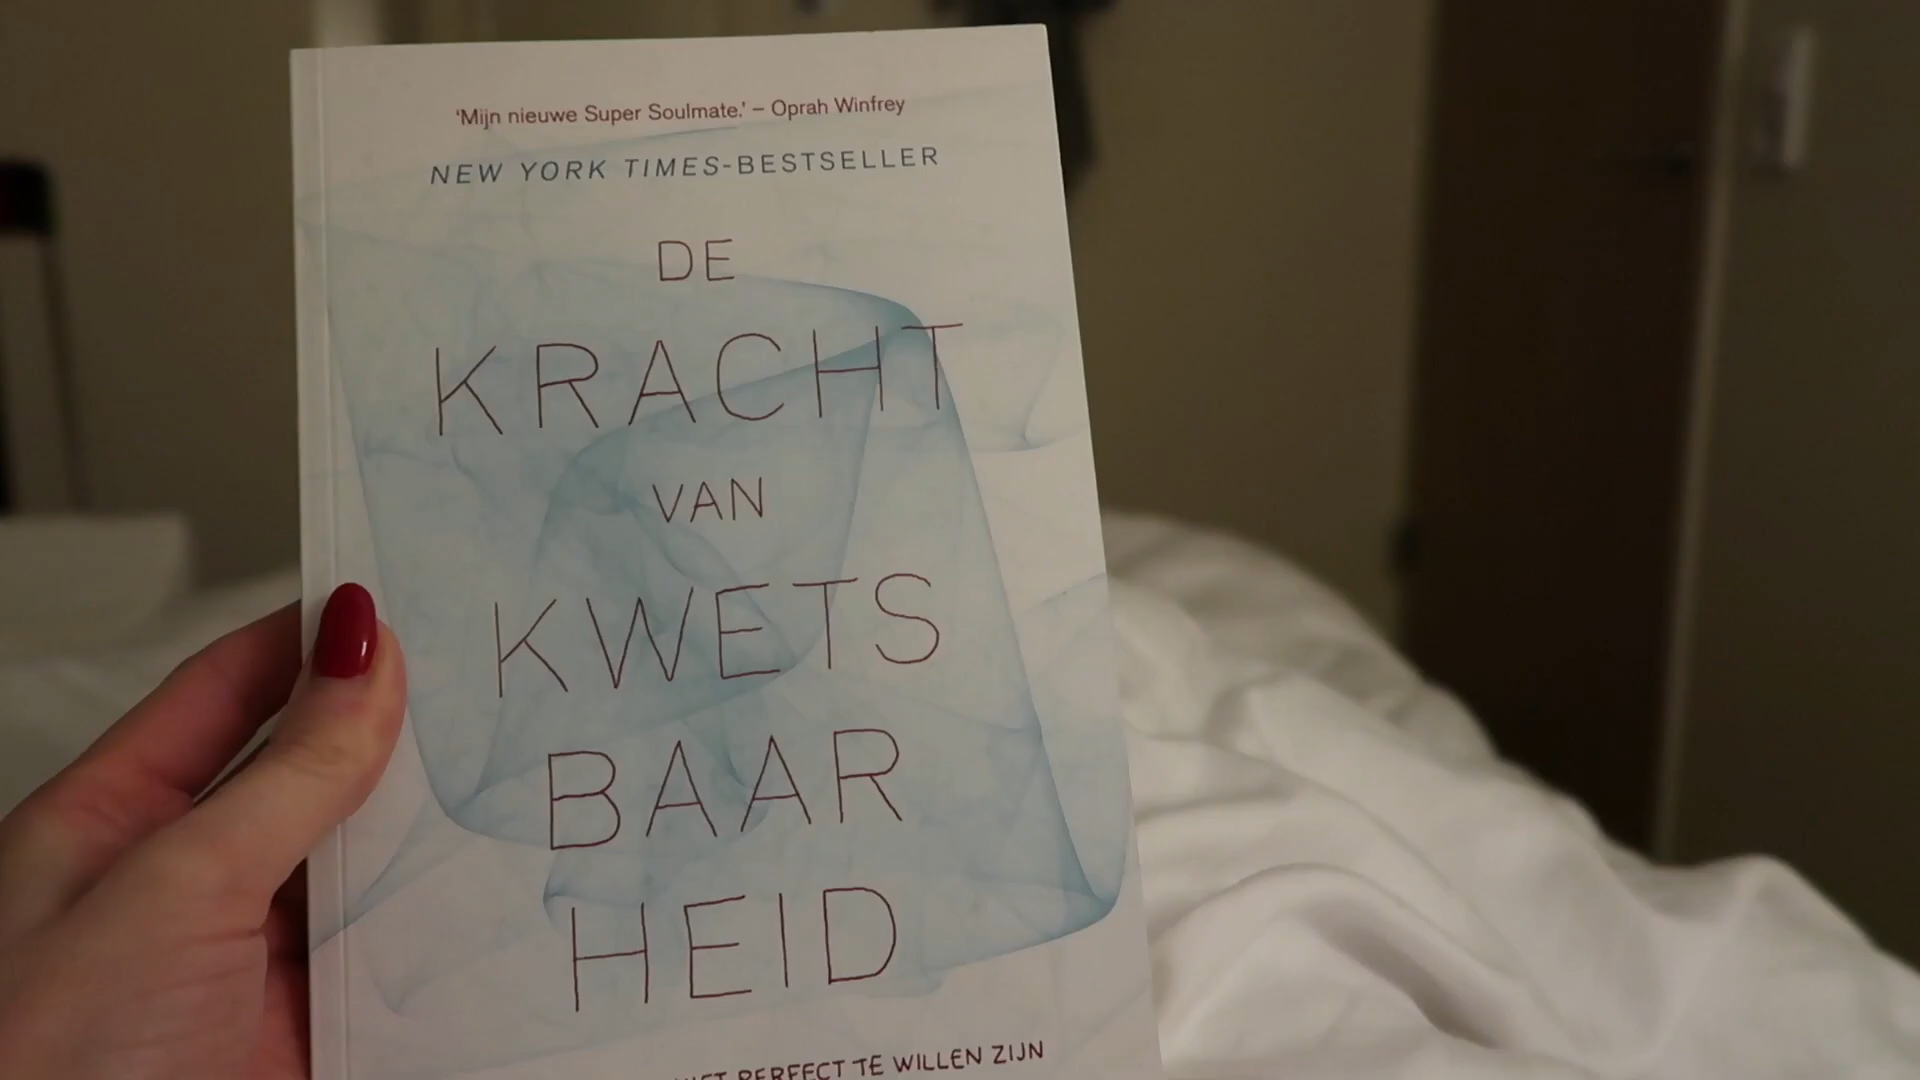 'Mijn nieuwe Super Soulmate.' – Oprah Winfrey
NEW YORK TIMES-BESTSELLER
DE
KRACHT
VAN
KWETS
BAAR
HEID
PERFECT TE WILLEN ZIJN